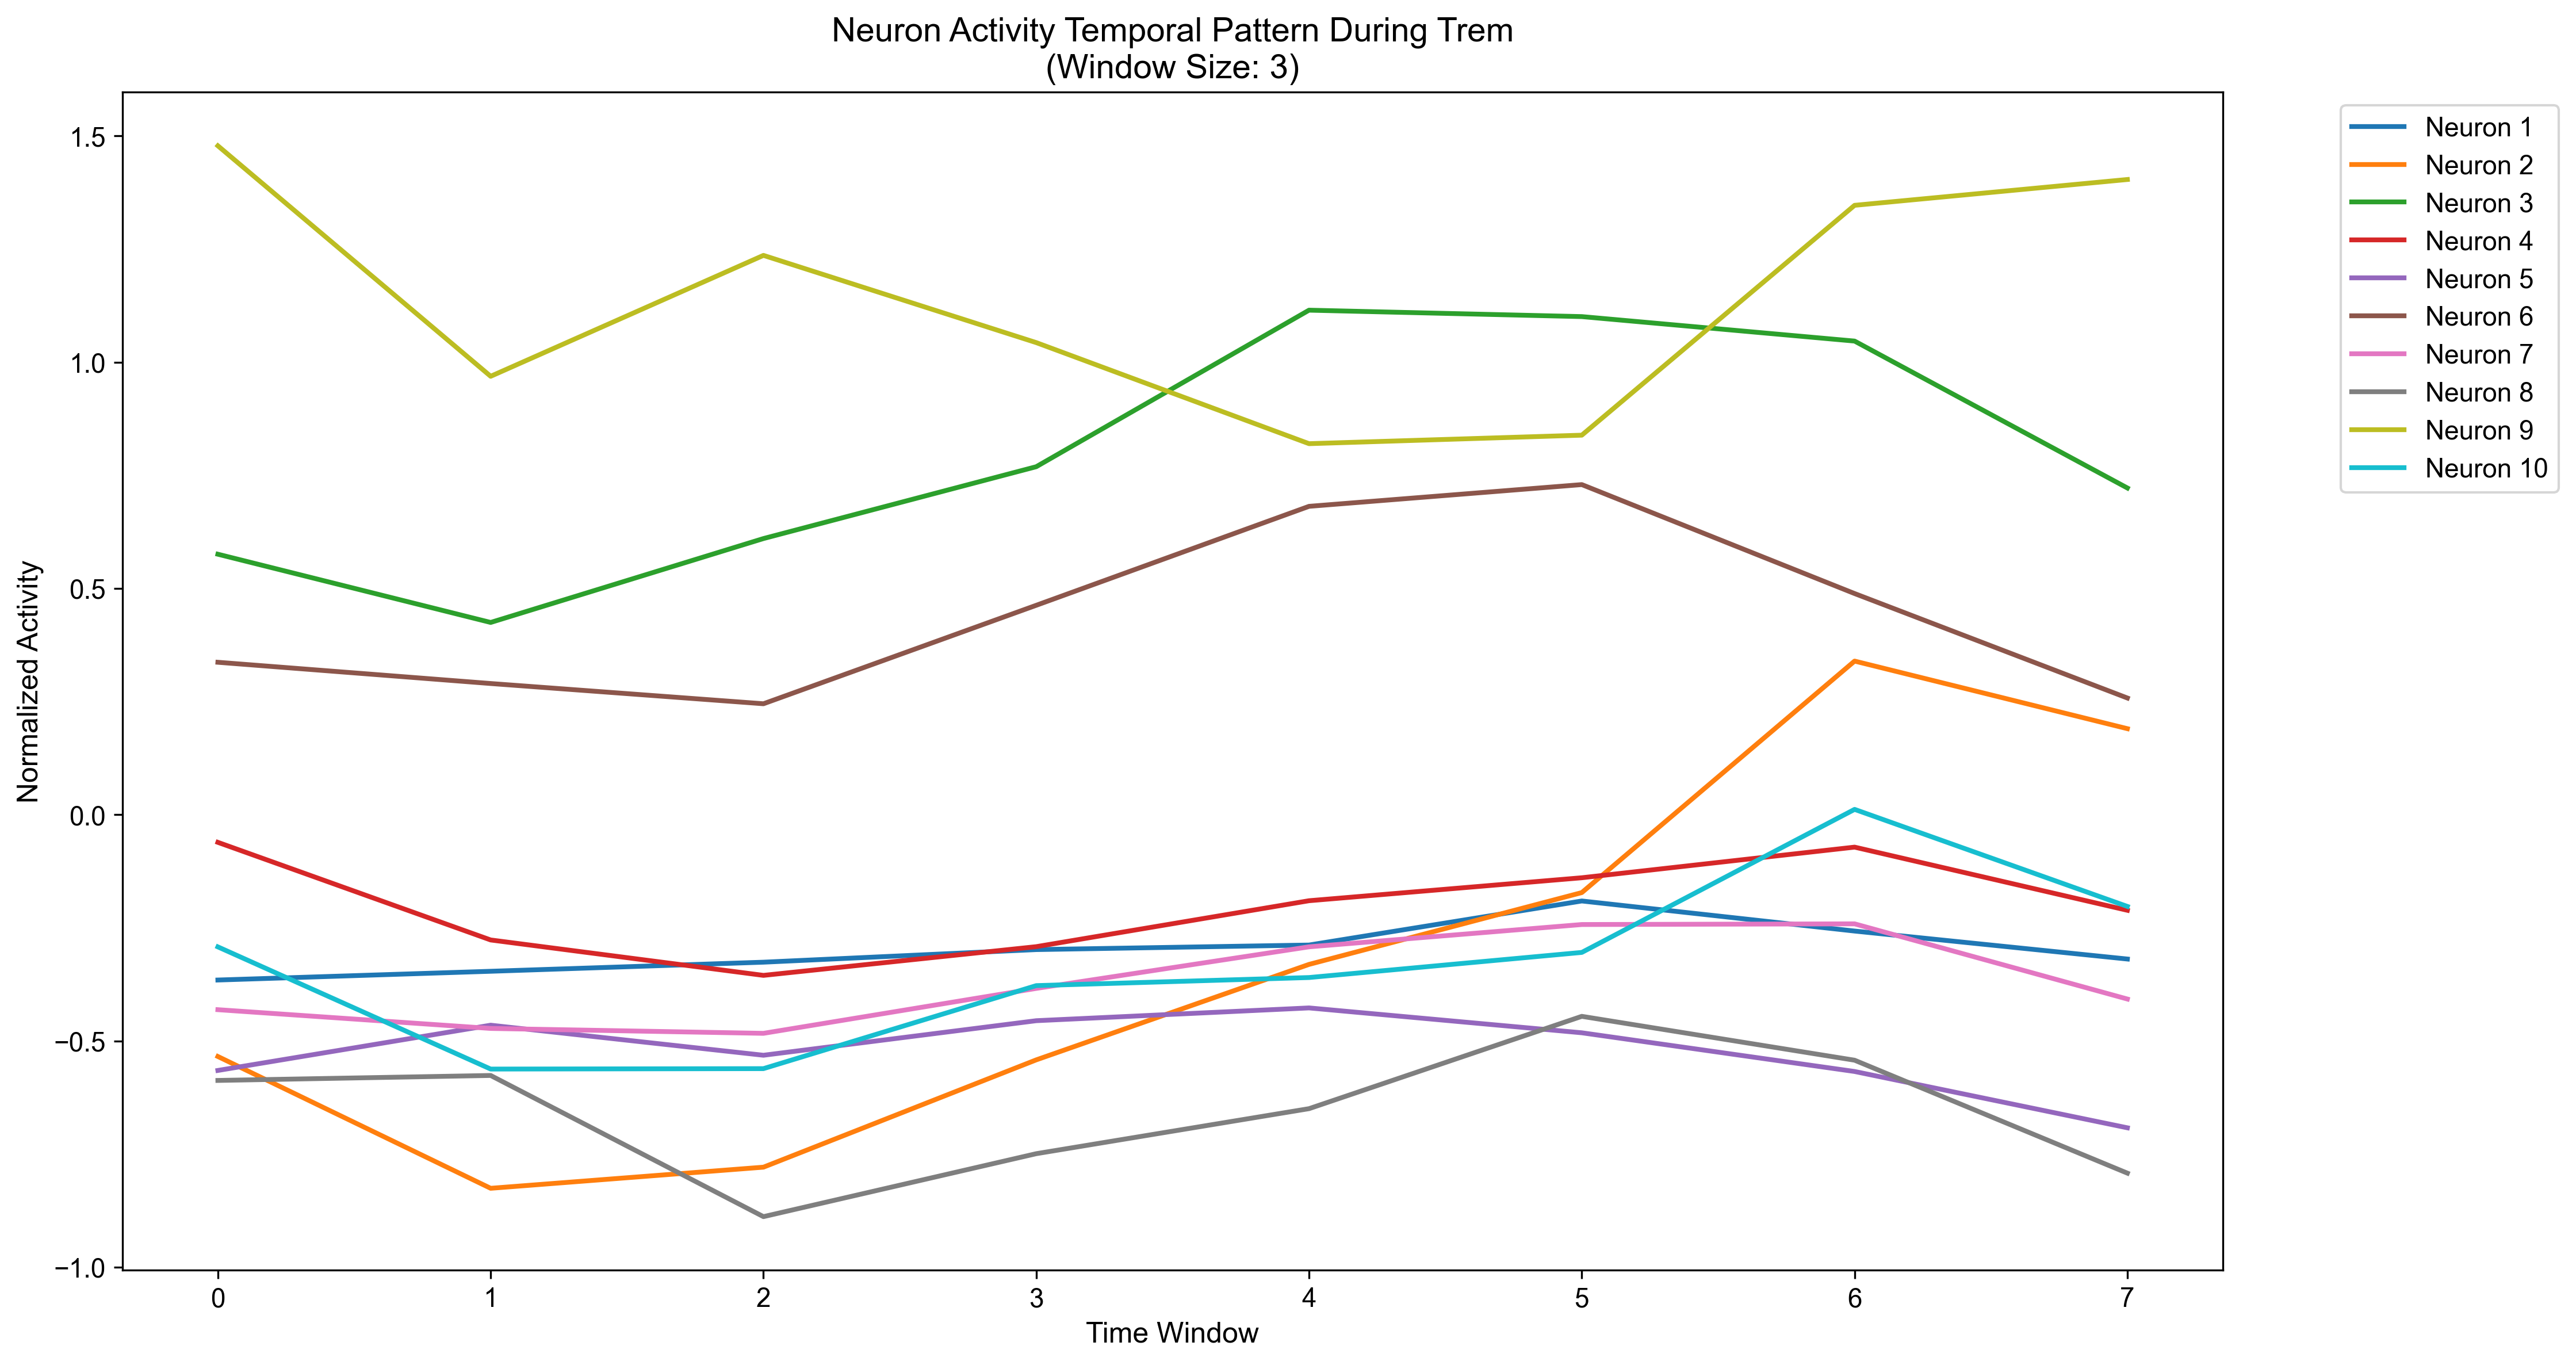 Neuron Activity Temporal Pattern During Trem
(Window Size: 3)
Normalized Activity
1.5
1.0
0.5
0.0
−0.5
−1.0
0
1
2
3
4
5
6
7
Time Window
Neuron 1
Neuron 2
Neuron 3
Neuron 4
Neuron 5
Neuron 6
Neuron 7
Neuron 8
Neuron 9
Neuron 10